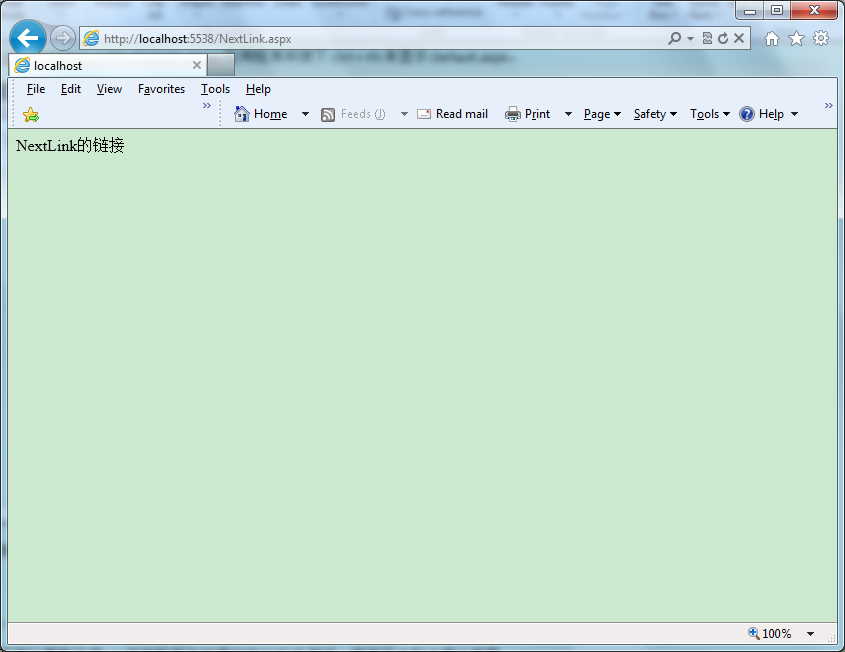 http://localhost:5538/NextLink.aspx
localhost
File Edit View Favorites Tools Help
Home Feeds (J) Read mail Print Page Safety Tools Help
NextLink的链接
100%